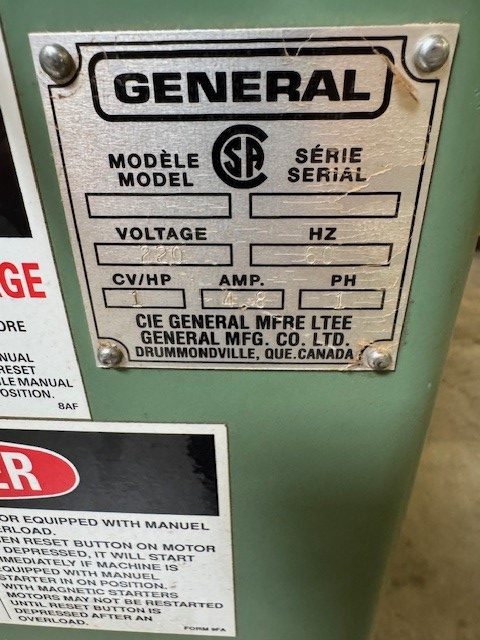 GENERAL
MODÈLE
MODEL
CSA
SÉRIE
SERIAL
VOLTAGE
220
HZ
60
CV/HP
1
AMP.
4.8
PH
1
CIE GENERAL MFRE LTEE
GENERAL MFG. CO. LTD.
DRUMMONDVILLE, QUE.CANADA
GE
ORE
NUAL
RESET
LE MANUAL
POSITION.
8AF
ER
OR EQUIPPED WITH MANUEL
ERLOAD.
EN RESET BUTTON ON MOTOR
DEPRESSED, IT WILL START
IMMEDIATELY IF MACHINE IS
EQUIPPED WITH MANUEL
STARTER IN ON POSITION.
WITH MAGNETIC STARTERS
MOTORS MAY NOT BE RESTARTED
UNTIL RESET BUTTON IS
DEPRESSED AFTER AN
OVERLOAD.
FORM 9FA